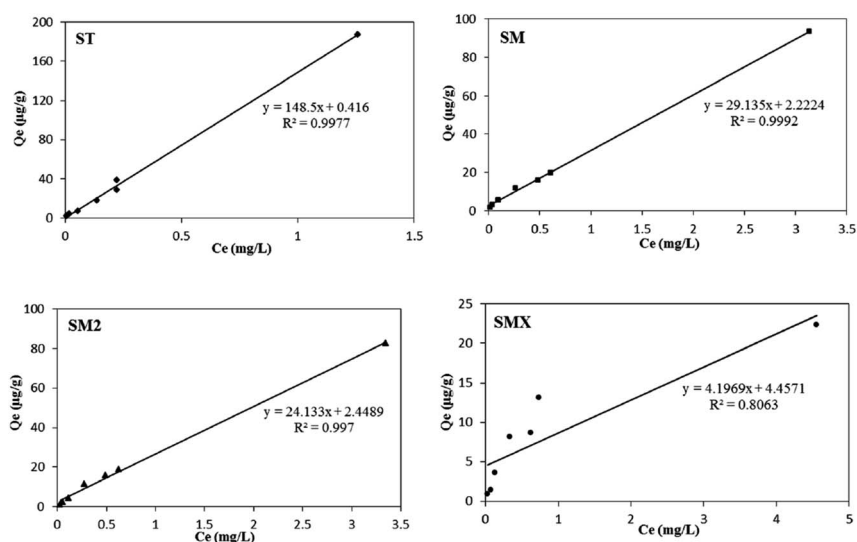 ST
Qe (µg/g)
200
160
120
80
40
0
y = 148.5x + 0.416
R² = 0.9977
0
0.5
1
1.5
Ce (mg/L)
SM
Qe (µg/g)
100
80
60
40
20
0
y = 29.135x + 2.2224
R² = 0.9992
0
0.5
1
1.5
2
2.5
3
3.5
Ce (mg/L)
SM2
Qe (µg/g)
100
80
60
40
20
0
y = 24.133x + 2.4489
R² = 0.997
0
0.5
1
1.5
2
2.5
3
3.5
Ce (mg/L)
SMX
Qe (µg/g)
25
20
15
10
5
0
y = 4.1969x + 4.4571
R² = 0.8063
0
1
2
3
4
5
Ce (mg/L)